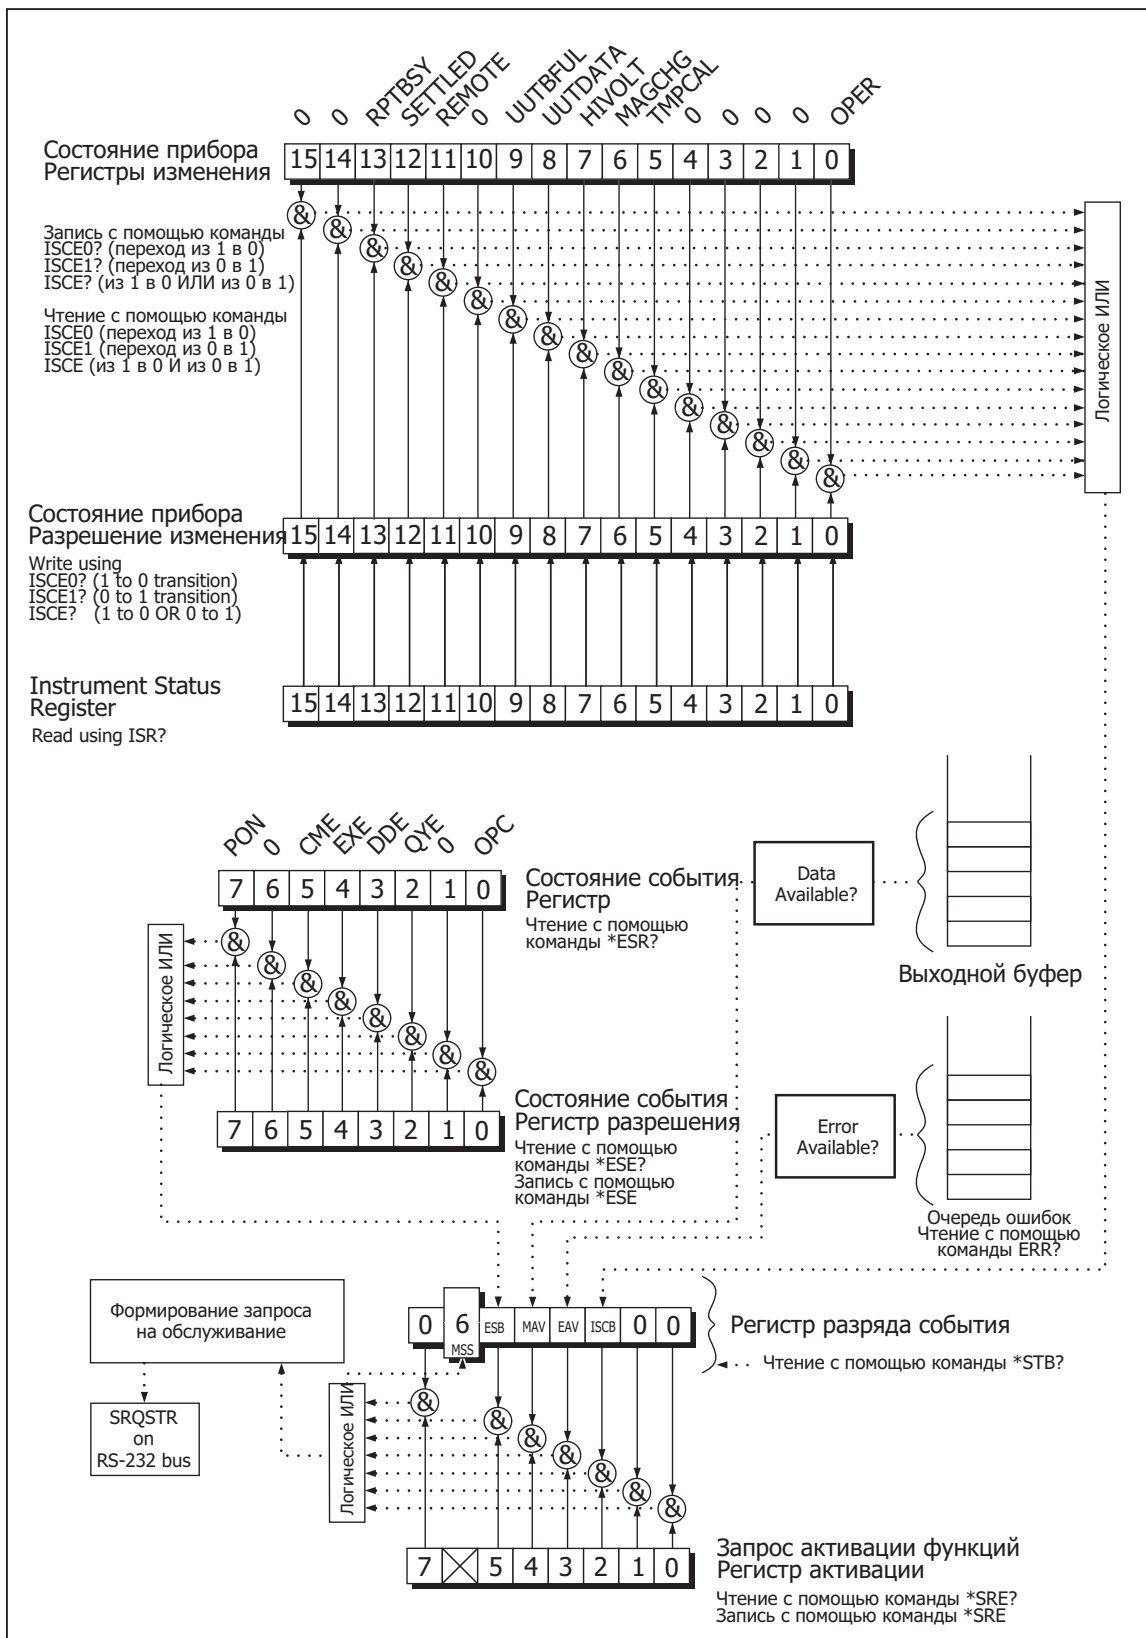 0 0 RPTBSY SETTLED REMOTE 0 UUTBFUL UUTDATA HIVOLT MAGCHG TMPCAL 0 0 0 0 OPER
Состояние прибора
Регистры изменения
15 14 13 12 11 10 9 8 7 6 5 4 3 2 1 0
& & & & & & & & & & & & & & & &
Запись с помощью команды
ISCE0? (переход из 1 в 0)
ISCE1? (переход из 0 в 1)
ISCE? (из 1 в 0 ИЛИ из 0 в 1)
Чтение с помощью команды
ISCE0 (переход из 1 в 0)
ISCE1 (переход из 0 в 1)
ISCE (из 1 в 0 И из 0 в 1)
Логическое ИЛИ
Состояние прибора
Разрешение изменения
15 14 13 12 11 10 9 8 7 6 5 4 3 2 1 0
Write using
ISCE0? (1 to 0 transition)
ISCE1? (0 to 1 transition)
ISCE? (1 to 0 OR 0 to 1)
Instrument Status
Register
15 14 13 12 11 10 9 8 7 6 5 4 3 2 1 0
Read using ISR?
PON 0 CME EXE DDE QYE 0 OPC
7 6 5 4 3 2 1 0
Состояние события
Регистр
Чтение с помощью
команды *ESR?
Data
Available?
Выходной буфер
& & & & & & & &
Логическое ИЛИ
Состояние события
Регистр разрешения
7 6 5 4 3 2 1 0
Чтение с помощью
команды *ESE?
Запись с помощью
команды *ESE
Error
Available?
Очередь ошибок
Чтение с помощью
команды ERR?
Формирование запроса
на обслуживание
0 6 MSS ESB MAV EAV ISCB 0 0
Регистр разряда события
Чтение с помощью команды *STB?
SRQSTR
on
RS-232 bus
Логическое ИЛИ
& & & & & & &
7 5 4 3 2 1 0
Запрос активации функций
Регистр активации
Чтение с помощью команды *SRE?
Запись с помощью команды *SRE